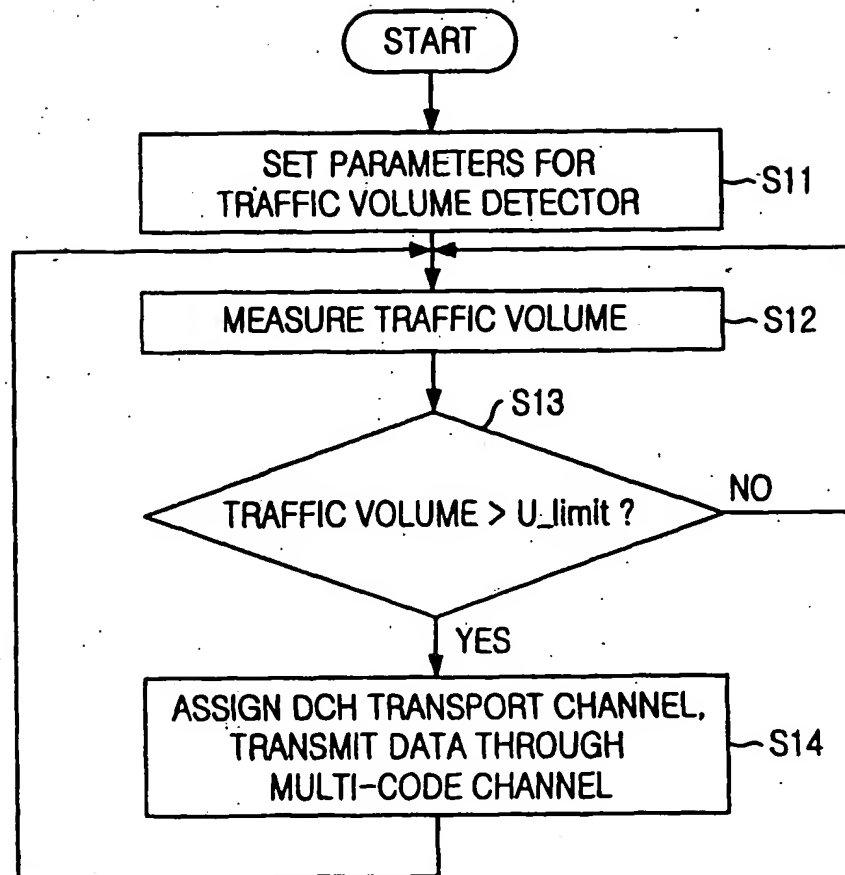 START
SET PARAMETERS FOR
TRAFFIC VOLUME DETECTOR
S11
MEASURE TRAFFIC VOLUME
S12
S13
TRAFFIC VOLUME > U_limit ?
NO
YES
ASSIGN DCH TRANSPORT CHANNEL,
TRANSMIT DATA THROUGH
MULTI-CODE CHANNEL
S14